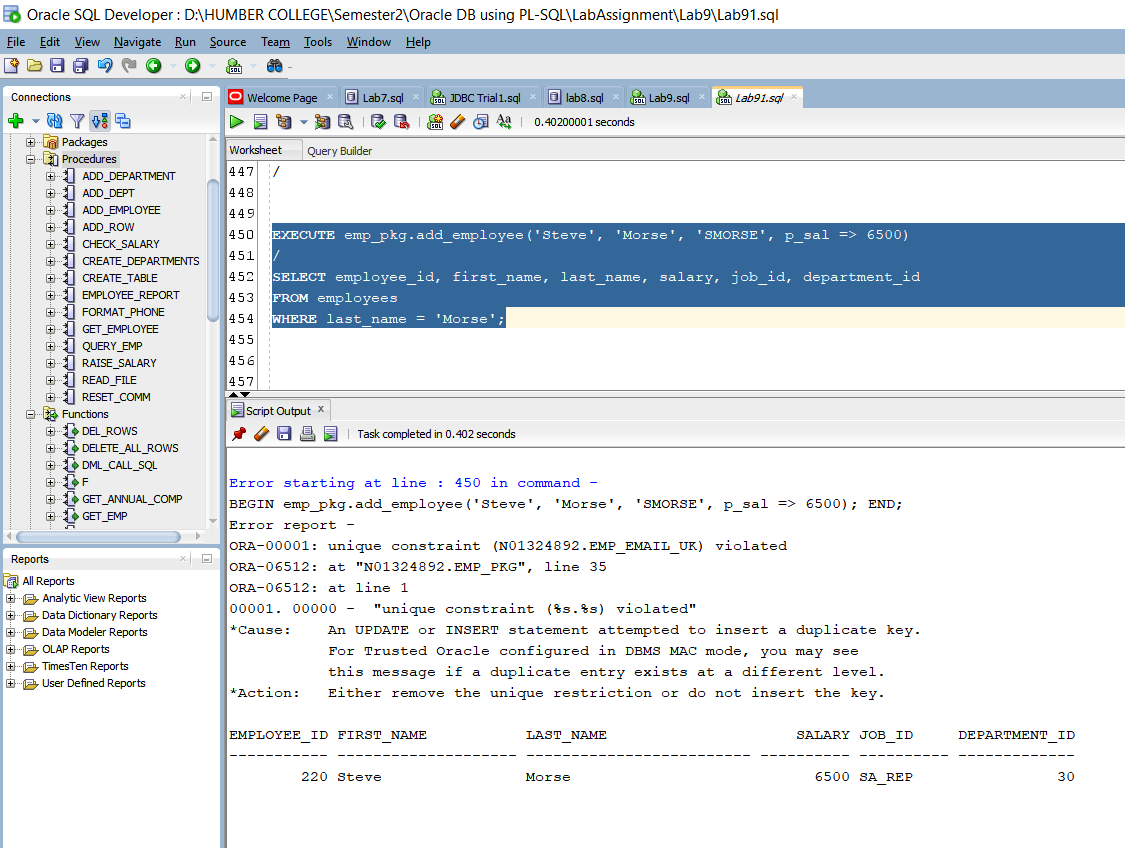 Oracle SQL Developer : D:\HUMBER COLLEGE\Semester2\Oracle DB using PL-SQL\LabAssignment\Lab9\Lab91.sql
File Edit View Navigate Run Source Team Tools Window Help
Connections
Welcome Page Lab7.sql JDBC Trial1.sql lab8.sql Lab9.sql Lab91.sql
0.40200001 seconds
Worksheet Query Builder
Packages
Procedures
ADD_DEPARTMENT
ADD_DEPT
ADD_EMPLOYEE
ADD_ROW
CHECK_SALARY
CREATE_DEPARTMENTS
CREATE_TABLE
EMPLOYEE_REPORT
FORMAT_PHONE
GET_EMPLOYEE
QUERY_EMP
RAISE_SALARY
READ_FILE
RESET_COMM
Functions
DEL_ROWS
DELETE_ALL_ROWS
DML_CALL_SQL
F
GET_ANNUAL_COMP
GET_EMP
Reports
All Reports
Analytic View Reports
Data Dictionary Reports
Data Modeler Reports
OLAP Reports
TimesTen Reports
User Defined Reports
447 /
448
449
450 EXECUTE emp_pkg.add_employee('Steve', 'Morse', 'SMORSE', p_sal => 6500)
451 /
452 SELECT employee_id, first_name, last_name, salary, job_id, department_id
453 FROM employees
454 WHERE last_name = 'Morse';
455
456
457
Script Output
Task completed in 0.402 seconds
Error starting at line : 450 in command -
BEGIN emp_pkg.add_employee('Steve', 'Morse', 'SMORSE', p_sal => 6500); END;
Error report -
ORA-00001: unique constraint (N01324892.EMP_EMAIL_UK) violated
ORA-06512: at "N01324892.EMP_PKG", line 35
ORA-06512: at line 1
00001. 00000 - "unique constraint (%s.%s) violated"
*Cause: An UPDATE or INSERT statement attempted to insert a duplicate key.
For Trusted Oracle configured in DBMS MAC mode, you may see
this message if a duplicate entry exists at a different level.
*Action: Either remove the unique restriction or do not insert the key.
EMPLOYEE_ID FIRST_NAME LAST_NAME SALARY JOB_ID DEPARTMENT_ID
----------- -------------------- ------------------------- ---------- ---------- -------------
220 Steve Morse 6500 SA_REP 30